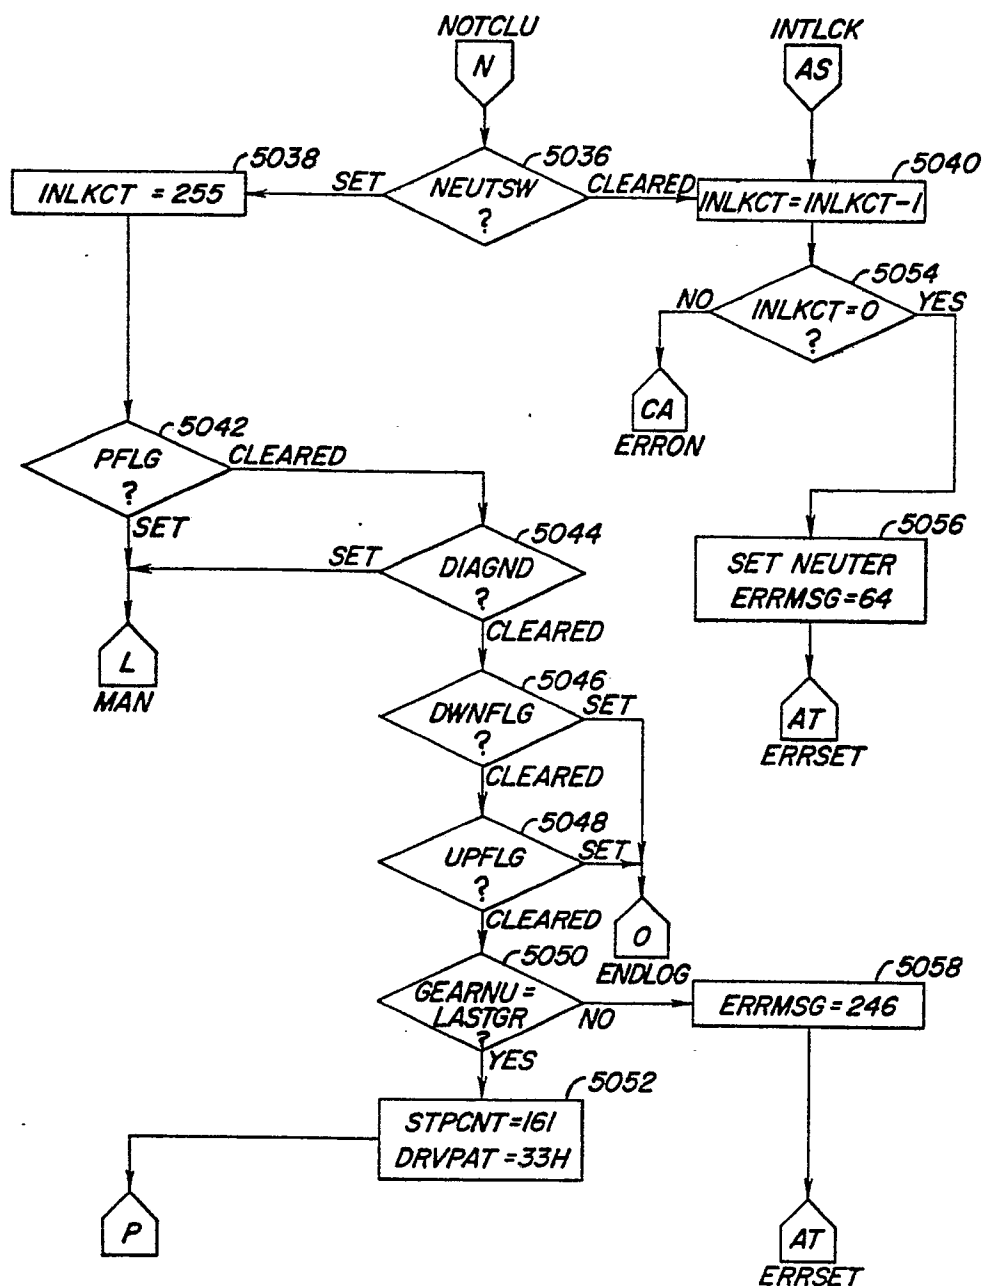 NOTCLU
N
INTLCK
AS
5038
INLKCT = 255
SET
5036
NEUTSW
?
CLEARED
5040
INLKCT=INLKCT-1
5054
NO
INLKCT=0
?
YES
CA
ERRON
5042
PFLG
?
CLEARED
SET
5044
SET
DIAGND
?
CLEARED
5056
SET NEUTER
ERRMSG=64
L
MAN
5046
DWNFLG
?
SET
CLEARED
AT
ERRSET
5048
UPFLG
?
SET
CLEARED
O
ENDLOG
5050
GEARNU=
LASTGR
?
NO
YES
5058
ERRMSG=246
5052
STPCNT=161
DRVPAT=33H
P
AT
ERRSET